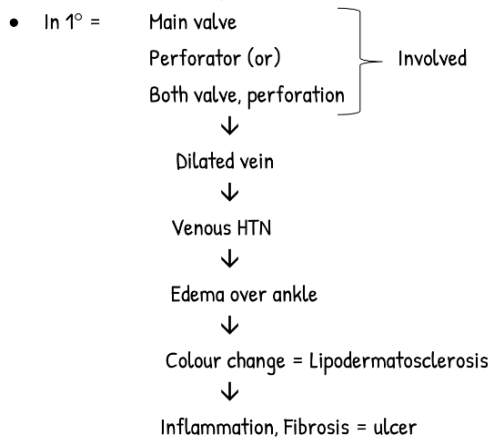 • In 1° = Main valve
Perforator (or) Involved
Both valve, perforation
↓
Dilated vein
↓
Venous HTN
↓
Edema over ankle
↓
Colour change = Lipodermatosclerosis
↓
Inflammation, Fibrosis = ulcer